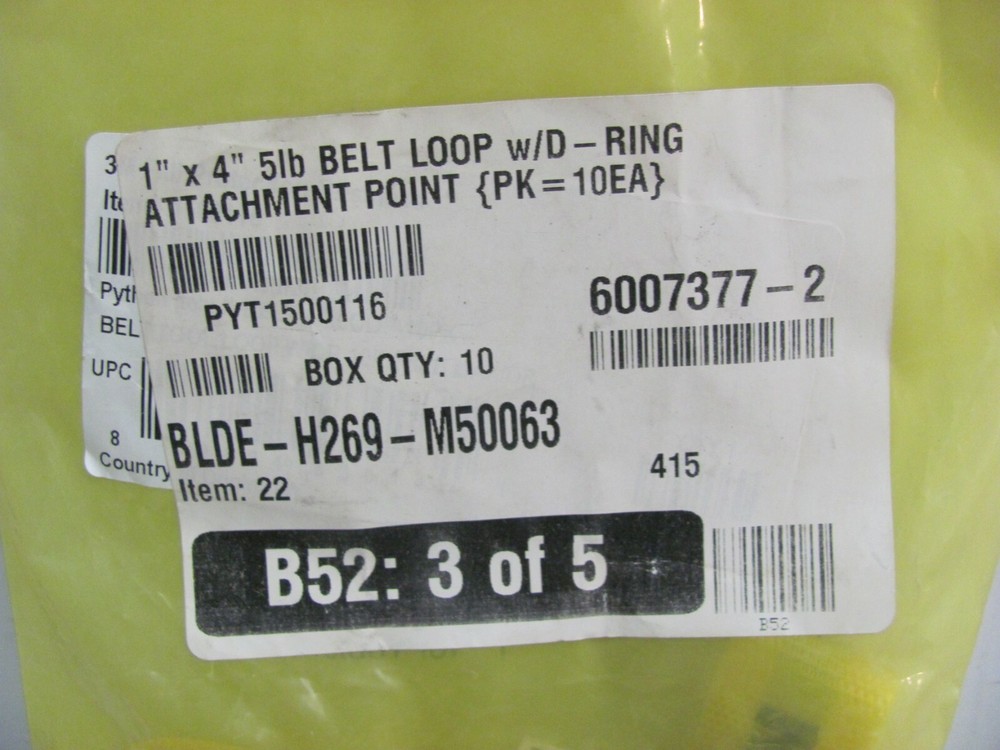 1" x 4" 5lb BELT LOOP w/D-RING
ATTACHMENT POINT {PK=10EA}
PYT1500116
6007377-2
BOX QTY: 10
BLDE-H269-M50063
415
Item: 22
B52: 3 of 5
B52
3
Ite
Pyth
BEL
UPC
8
Country